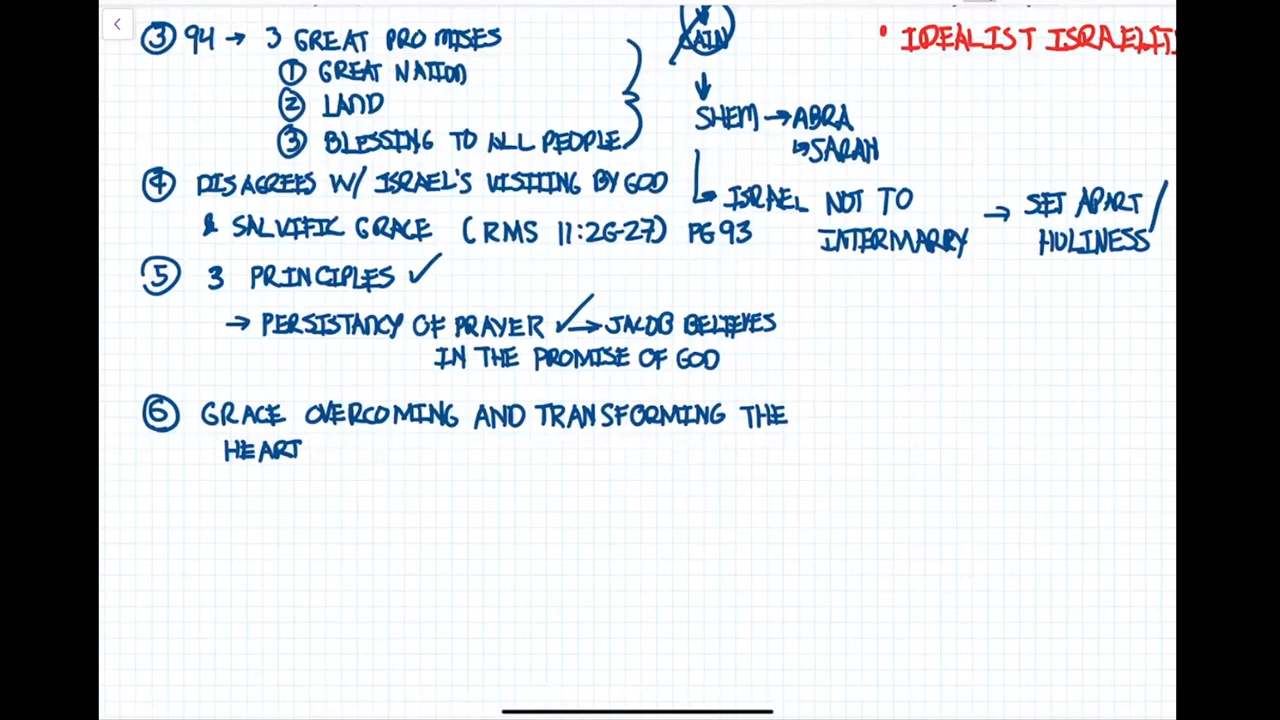 ③ 94 → 3 GREAT PROMISES
① GREAT NATION
② LAND
③ BLESSING TO ALL PEOPLE
④ DISAGREES W/ ISRAEL'S VISITING BY GOD
& SALVIFIC GRACE (RMS 11:26-27) PG 93
⑤ 3 PRINCIPLES ✓
→ PERSISTANCY OF PRAYER ✓→ JACOB BELIEVES
IN THE PROMISE OF GOD
⑥ GRACE OVERCOMING AND TRANSFORMING THE
HEART
CAIN
SHEM → ABRA
↳ SARAH
↳ ISRAEL NOT TO → SET APART /
INTERMARRY HOLINESS
• IDEALIST ISRAELIT